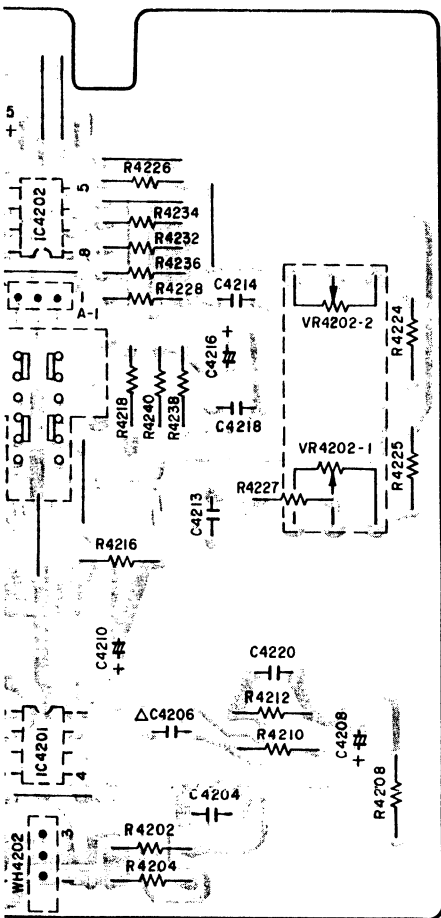 5
+
R4226
IC4202
5
8
R4234
R4232
R4236
R4228
C4214
A-1
VR4202-2
R4224
C4216
+
R4218
R4240
R4238
C4218
VR4202-1
R4225
R4227
C4213
R4216
C4210
+
C4220
R4212
△C4206
C4208
+
R4210
IC4201
4
R4208
C4204
WH4202
3
R4202
R4204